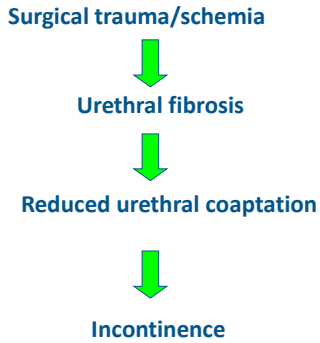 Surgical trauma/schemia
Urethral fibrosis
Reduced urethral coaptation
Incontinence